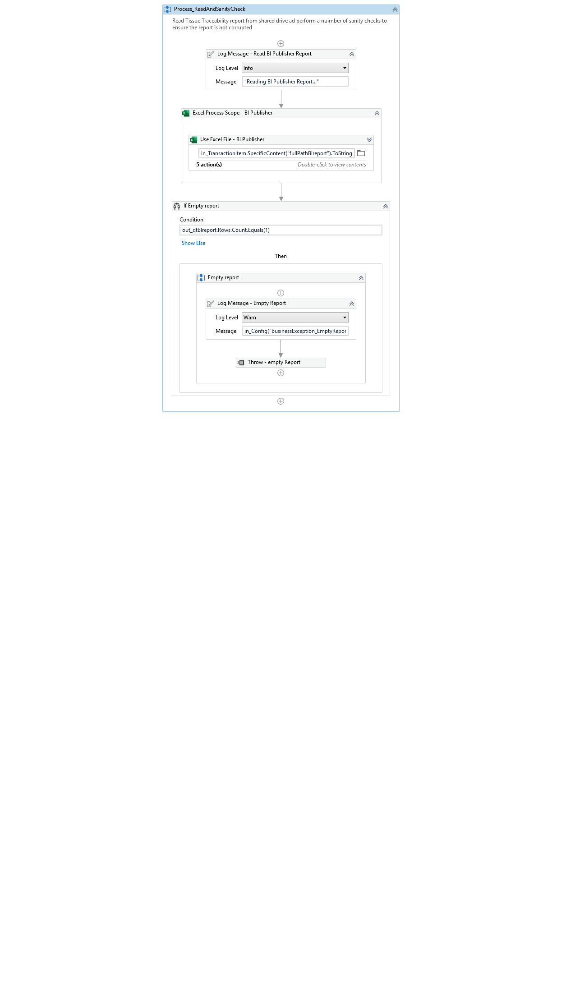 Process_ReadAndSanityCheck
Read Tissue Traceability report from shared drive ad perform a nuimber of sanity checks to
ensure the report is not corrupted
Log Message - Read BI Publisher Report
Log Level Info
Message "Reading BI Publisher Report..."
Excel Process Scope - BI Publisher
Use Excel File - BI Publisher
in_TransactionItem.SpecificContent("fullPathBIreport").ToString
5 action(s) Double-click to view contents
If Empty report
Condition
out_dtBIreport.Rows.Count.Equals(1)
Show Else
Then
Empty report
Log Message - Empty Report
Log Level Warn
Message in_Config("businessException_EmptyRepor
Throw - empty Report